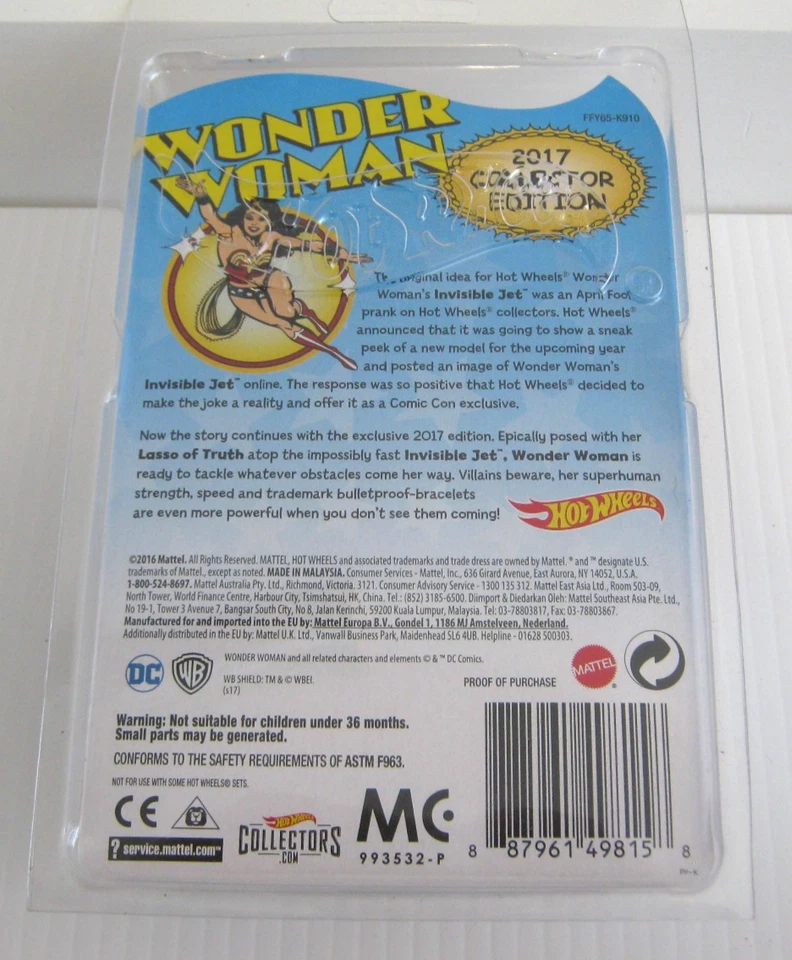 FFY65-K910
WONDER
WOMAN
2017
COLLECTOR
EDITION
The original idea for Hot Wheels® Wonder
Woman's Invisible Jet™ was an April Fool
prank on Hot Wheels® collectors. Hot Wheels®
announced that it was going to show a sneak
peek of a new model for the upcoming year
and posted an image of Wonder Woman's
Invisible Jet™ online. The response was so positive that Hot Wheels® decided to
make the joke a reality and offer it as a Comic Con exclusive.
Now the story continues with the exclusive 2017 edition. Epically posed with her
Lasso of Truth atop the impossibly fast Invisible Jet™, Wonder Woman is
ready to tackle whatever obstacles come her way. Villains beware, her superhuman
strength, speed and trademark bulletproof-bracelets
are even more powerful when you don't see them coming!
HOT WHEELS
©2016 Mattel. All Rights Reserved. MATTEL, HOT WHEELS and associated trademarks and trade dress are owned by Mattel. ® and ™ designate U.S.
trademarks of Mattel, except as noted. MADE IN MALAYSIA. Consumer Services - Mattel, Inc., 636 Girard Avenue, East Aurora, NY 14052, U.S.A.
1-800-524-8697. Mattel Australia Pty. Ltd., Richmond, Victoria. 3121. Consumer Advisory Service - 1300 135 312. Mattel East Asia Ltd., Room 503-09,
North Tower, World Finance Centre, Harbour City, Tsimshatsui, HK, China. Tel.: (852) 3185-6500. Diimport & Diedarkan Oleh: Mattel Southeast Asia Pte. Ltd.,
No 19-1, Tower 3 Avenue 7, Bangsar South City, No 8, Jalan Kerinchi, 59200 Kuala Lumpur, Malaysia. Tel: 03-78803817, Fax: 03-78803867.
Manufactured for and imported into the EU by: Mattel Europa B.V., Gondel 1, 1186 MJ Amstelveen, Nederland.
Additionally distributed in the EU by: Mattel U.K. Ltd., Vanwall Business Park, Maidenhead SL6 4UB. Helpline - 01628 500303.
DC
WB
WONDER WOMAN and all related characters and elements © & ™ DC Comics.
WB SHIELD: TM & © WBEI.
(s17)
PROOF OF PURCHASE
MATTEL®
Warning: Not suitable for children under 36 months.
Small parts may be generated.
CONFORMS TO THE SAFETY REQUIREMENTS OF ASTM F963.
NOT FOR USE WITH SOME HOT WHEELS® SETS.
CE
? service.mattel.com™
HOT WHEELS
COLLECTORS
.COM
MC
993532-P
8 87961 49815 8